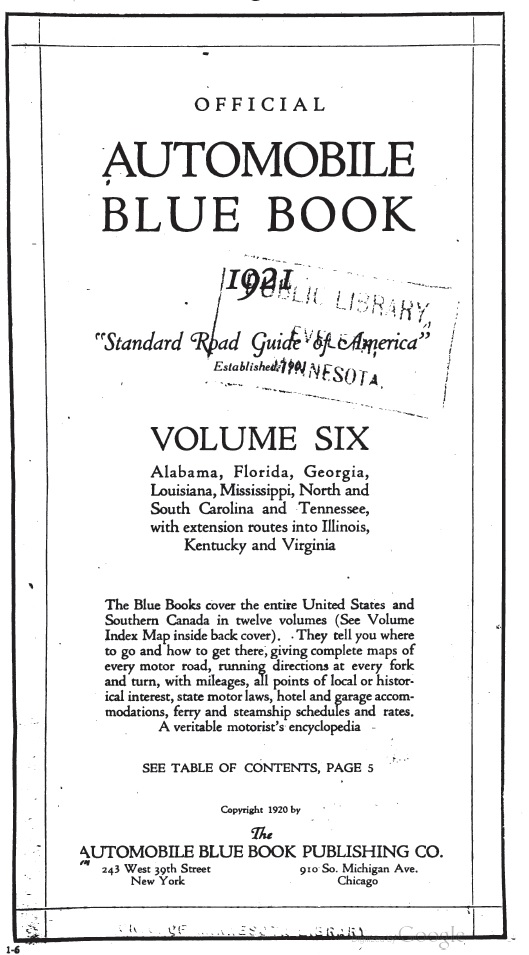 OFFICIAL
AUTOMOBILE
BLUE BOOK
1921
PUBLIC LIBRARY,
"Standard Road Guide of America"
Established 1901
MINNESOTA.
VOLUME SIX
Alabama, Florida, Georgia,
Louisiana, Mississippi, North and
South Carolina and Tennessee,
with extension routes into Illinois,
Kentucky and Virginia
The Blue Books cover the entire United States and
Southern Canada in twelve volumes (See Volume
Index Map inside back cover). They tell you where
to go and how to get there, giving complete maps of
every motor road, running directions at every fork
and turn, with mileages, all points of local or histor-
ical interest, state motor laws, hotel and garage accom-
modations, ferry and steamship schedules and rates.
A veritable motorist's encyclopedia
SEE TABLE OF CONTENTS, PAGE 5
Copyright 1920 by
The
AUTOMOBILE BLUE BOOK PUBLISHING CO.
243 West 39th Street
New York
910 So. Michigan Ave.
Chicago
Google
1-6